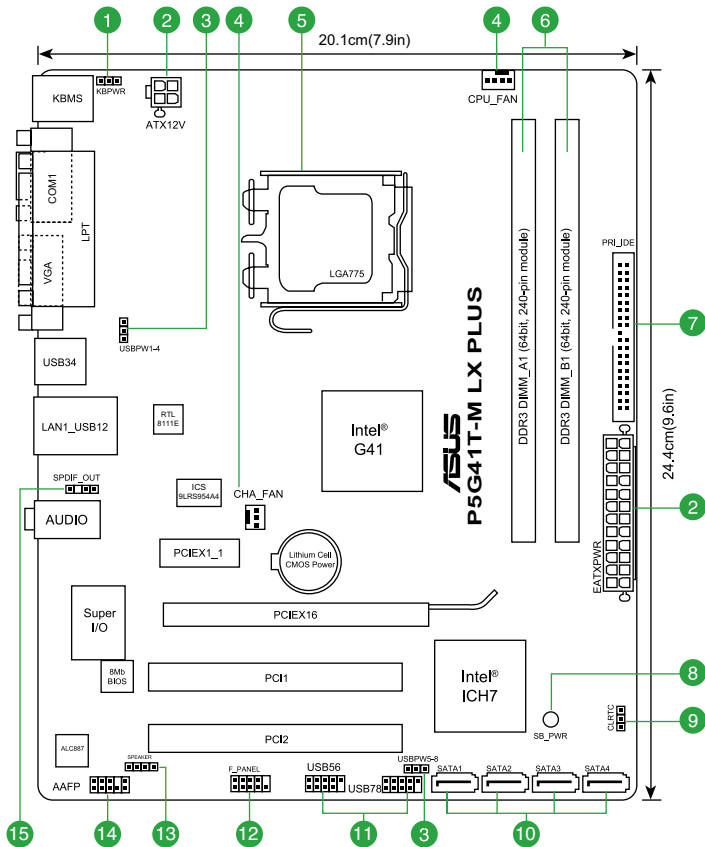 1
2
3
4
5
4
6
20.1cm(7.9in)
KBMS
KBPWR
ATX12V
CPU_FAN
COM1
LPT
VGA
LGA775
PRI_IDE
DDR3 DIMM_A1 (64bit, 240-pin module)
DDR3 DIMM_B1 (64bit, 240-pin module)
7
USBPW1-4
USB34
RTL
8111E
LAN1_USB12
Intel®
G41
ASUS
P5G41T-M LX PLUS
24.4cm(9.6in)
SPDIF_OUT
15
ICS
9LRS954A4
CHA_FAN
AUDIO
2
EATXPWR
PCIEX1_1
Lithium Cell
CMOS Power
Super
I/O
PCIEX16
8Mb
BIOS
PCI1
Intel®
ICH7
8
SB_PWR
CLRTC
9
ALC887
PCI2
SPEAKER
AAFP
F_PANEL
USB56
USB78
USBPW5-8
SATA1
SATA2
SATA3
SATA4
15
14
13
12
11
3
10